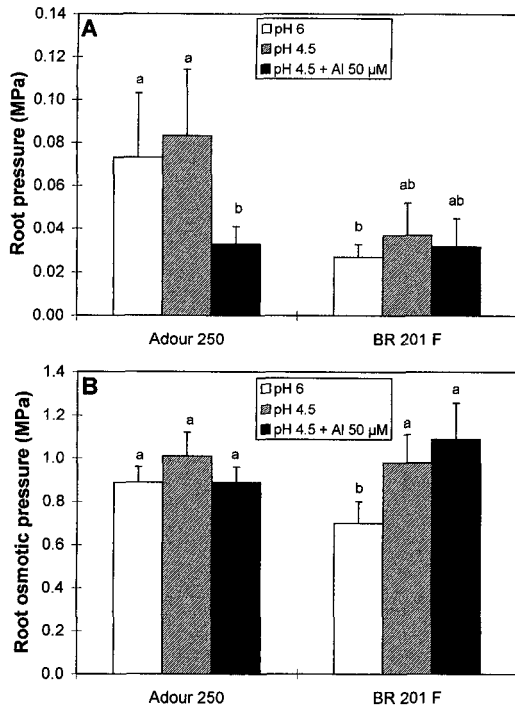 A
Root pressure (MPa)
0.14
0.12
0.10
0.08
0.06
0.04
0.02
0.00
pH 6
pH 4.5
pH 4.5 + Al 50 µM
a
a
b
b
ab
ab
Adour 250
BR 201 F
B
Root osmotic pressure (MPa)
1.4
1.2
1.0
0.8
0.6
0.4
0.2
0.0
pH 6
pH 4.5
pH 4.5 + Al 50 µM
a
a
a
b
a
a
Adour 250
BR 201 F